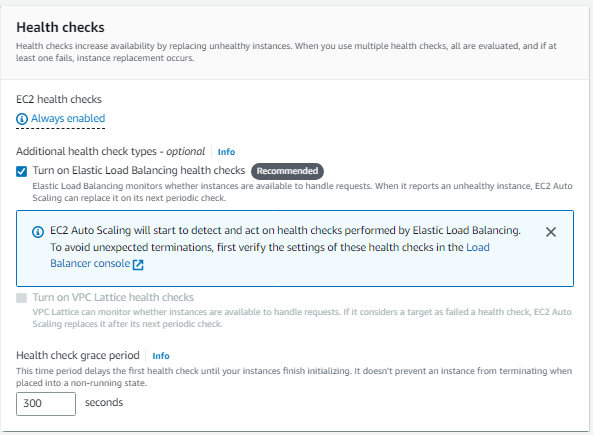 Health checks
Health checks increase availability by replacing unhealthy instances. When you use multiple health checks, all are evaluated, and if at
least one fails, instance replacement occurs.
EC2 health checks
Always enabled
Additional health check types - optional Info
Turn on Elastic Load Balancing health checks Recommended
Elastic Load Balancing monitors whether instances are available to handle requests. When it reports an unhealthy instance, EC2 Auto
Scaling can replace it on its next periodic check.
EC2 Auto Scaling will start to detect and act on health checks performed by Elastic Load Balancing.
To avoid unexpected terminations, first verify the settings of these health checks in the Load
Balancer console
Turn on VPC Lattice health checks
VPC Lattice can monitor whether instances are available to handle requests. If it considers a target as failed a health check, EC2 Auto
Scaling replaces it after its next periodic check.
Health check grace period Info
This time period delays the first health check until your instances finish initializing. It doesn't prevent an instance from terminating when
placed into a non-running state.
300 seconds